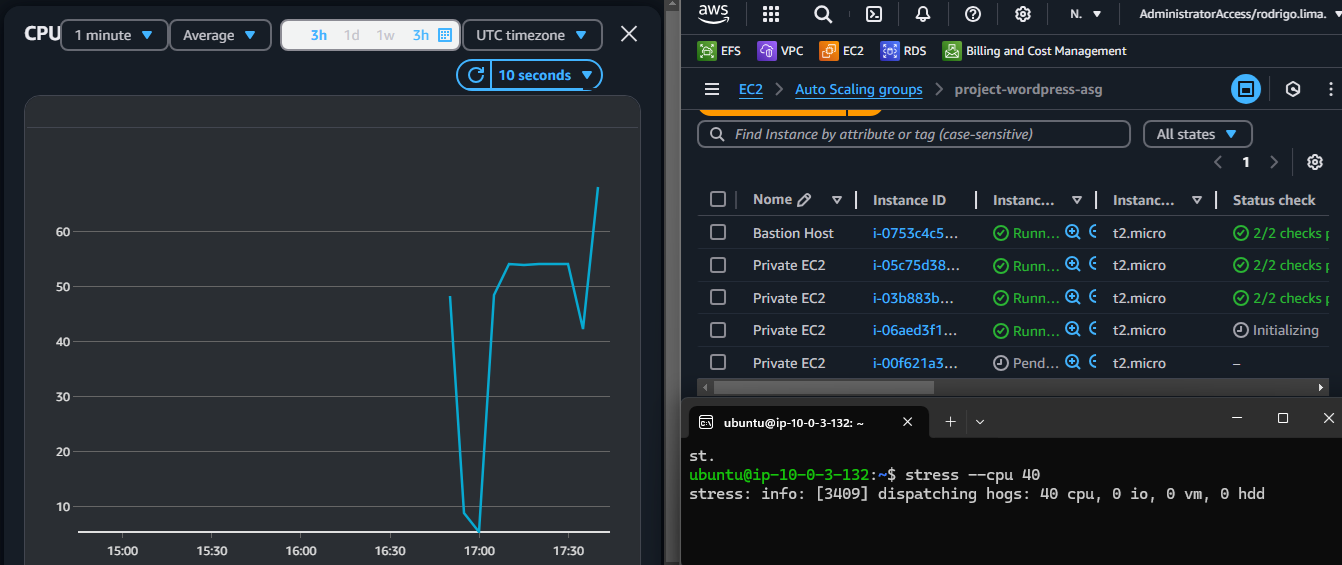 CPU
1 minute
Average
3h 1d 1w 3h
UTC timezone
10 seconds
60
50
40
30
20
10
15:00 15:30 16:00 16:30 17:00 17:30
aws
N.
AdministratorAccess/rodrigo.lima.
EFS VPC EC2 RDS Billing and Cost Management
EC2 > Auto Scaling groups > project-wordpress-asg
Find Instance by attribute or tag (case-sensitive)
All states
1
Nome Instance ID Instanc... Instanc... Status check
Bastion Host i-0753c4c5... Runn... t2.micro 2/2 checks p
Private EC2 i-05c75d38... Runn... t2.micro 2/2 checks p
Private EC2 i-03b883b... Runn... t2.micro 2/2 checks p
Private EC2 i-06aed3f1... Runn... t2.micro Initializing
Private EC2 i-00f621a3... Pend... t2.micro –
ubuntu@ip-10-0-3-132: ~
st.
ubuntu@ip-10-0-3-132:~$ stress --cpu 40
stress: info: [3409] dispatching hogs: 40 cpu, 0 io, 0 vm, 0 hdd